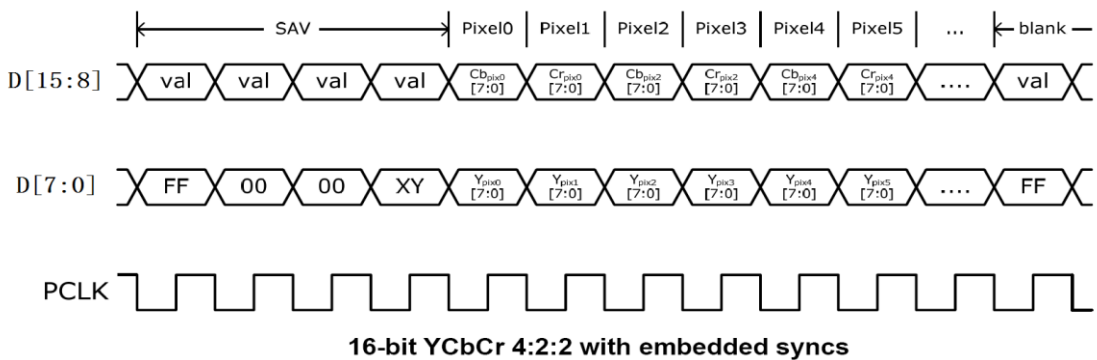 SAV Pixel0 Pixel1 Pixel2 Pixel3 Pixel4 Pixel5 ... blank
D[15:8] val val val val Cbpix0 [7:0] Crpix0 [7:0] Cbpix2 [7:0] Crpix2 [7:0] Cbpix4 [7:0] Crpix4 [7:0] .... val
D[7:0] FF 00 00 XY Ypix0 [7:0] Ypix1 [7:0] Ypix2 [7:0] Ypix3 [7:0] Ypix4 [7:0] Ypix5 [7:0] .... FF
PCLK
16-bit YCbCr 4:2:2 with embedded syncs